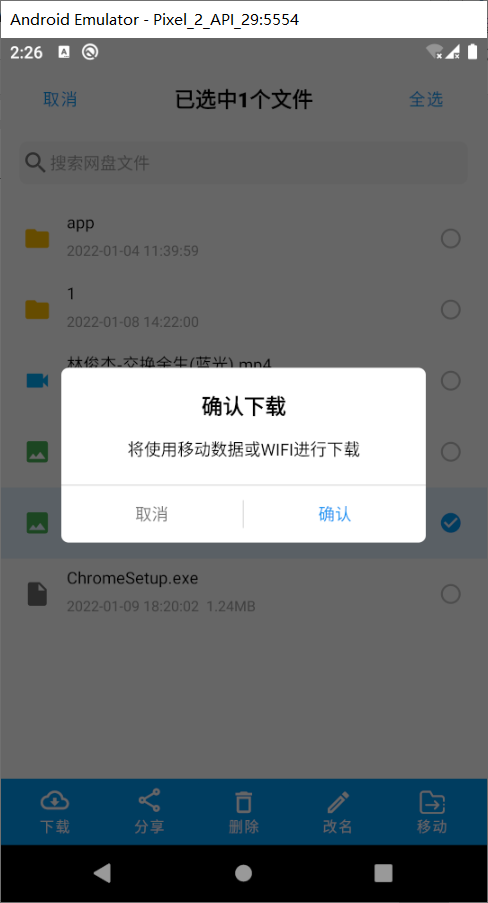 Android Emulator - Pixel_2_API_29:5554
2:26
取消 已选中1个文件 全选
搜索网盘文件
app
2022-01-04 11:39:59
1
2022-01-08 14:22:00
林俊杰-交换余生(蓝光).mp4
确认下载
将使用移动数据或WIFI进行下载
取消 确认
ChromeSetup.exe
2022-01-09 18:20:02 1.24MB
下载 分享 删除 改名 移动